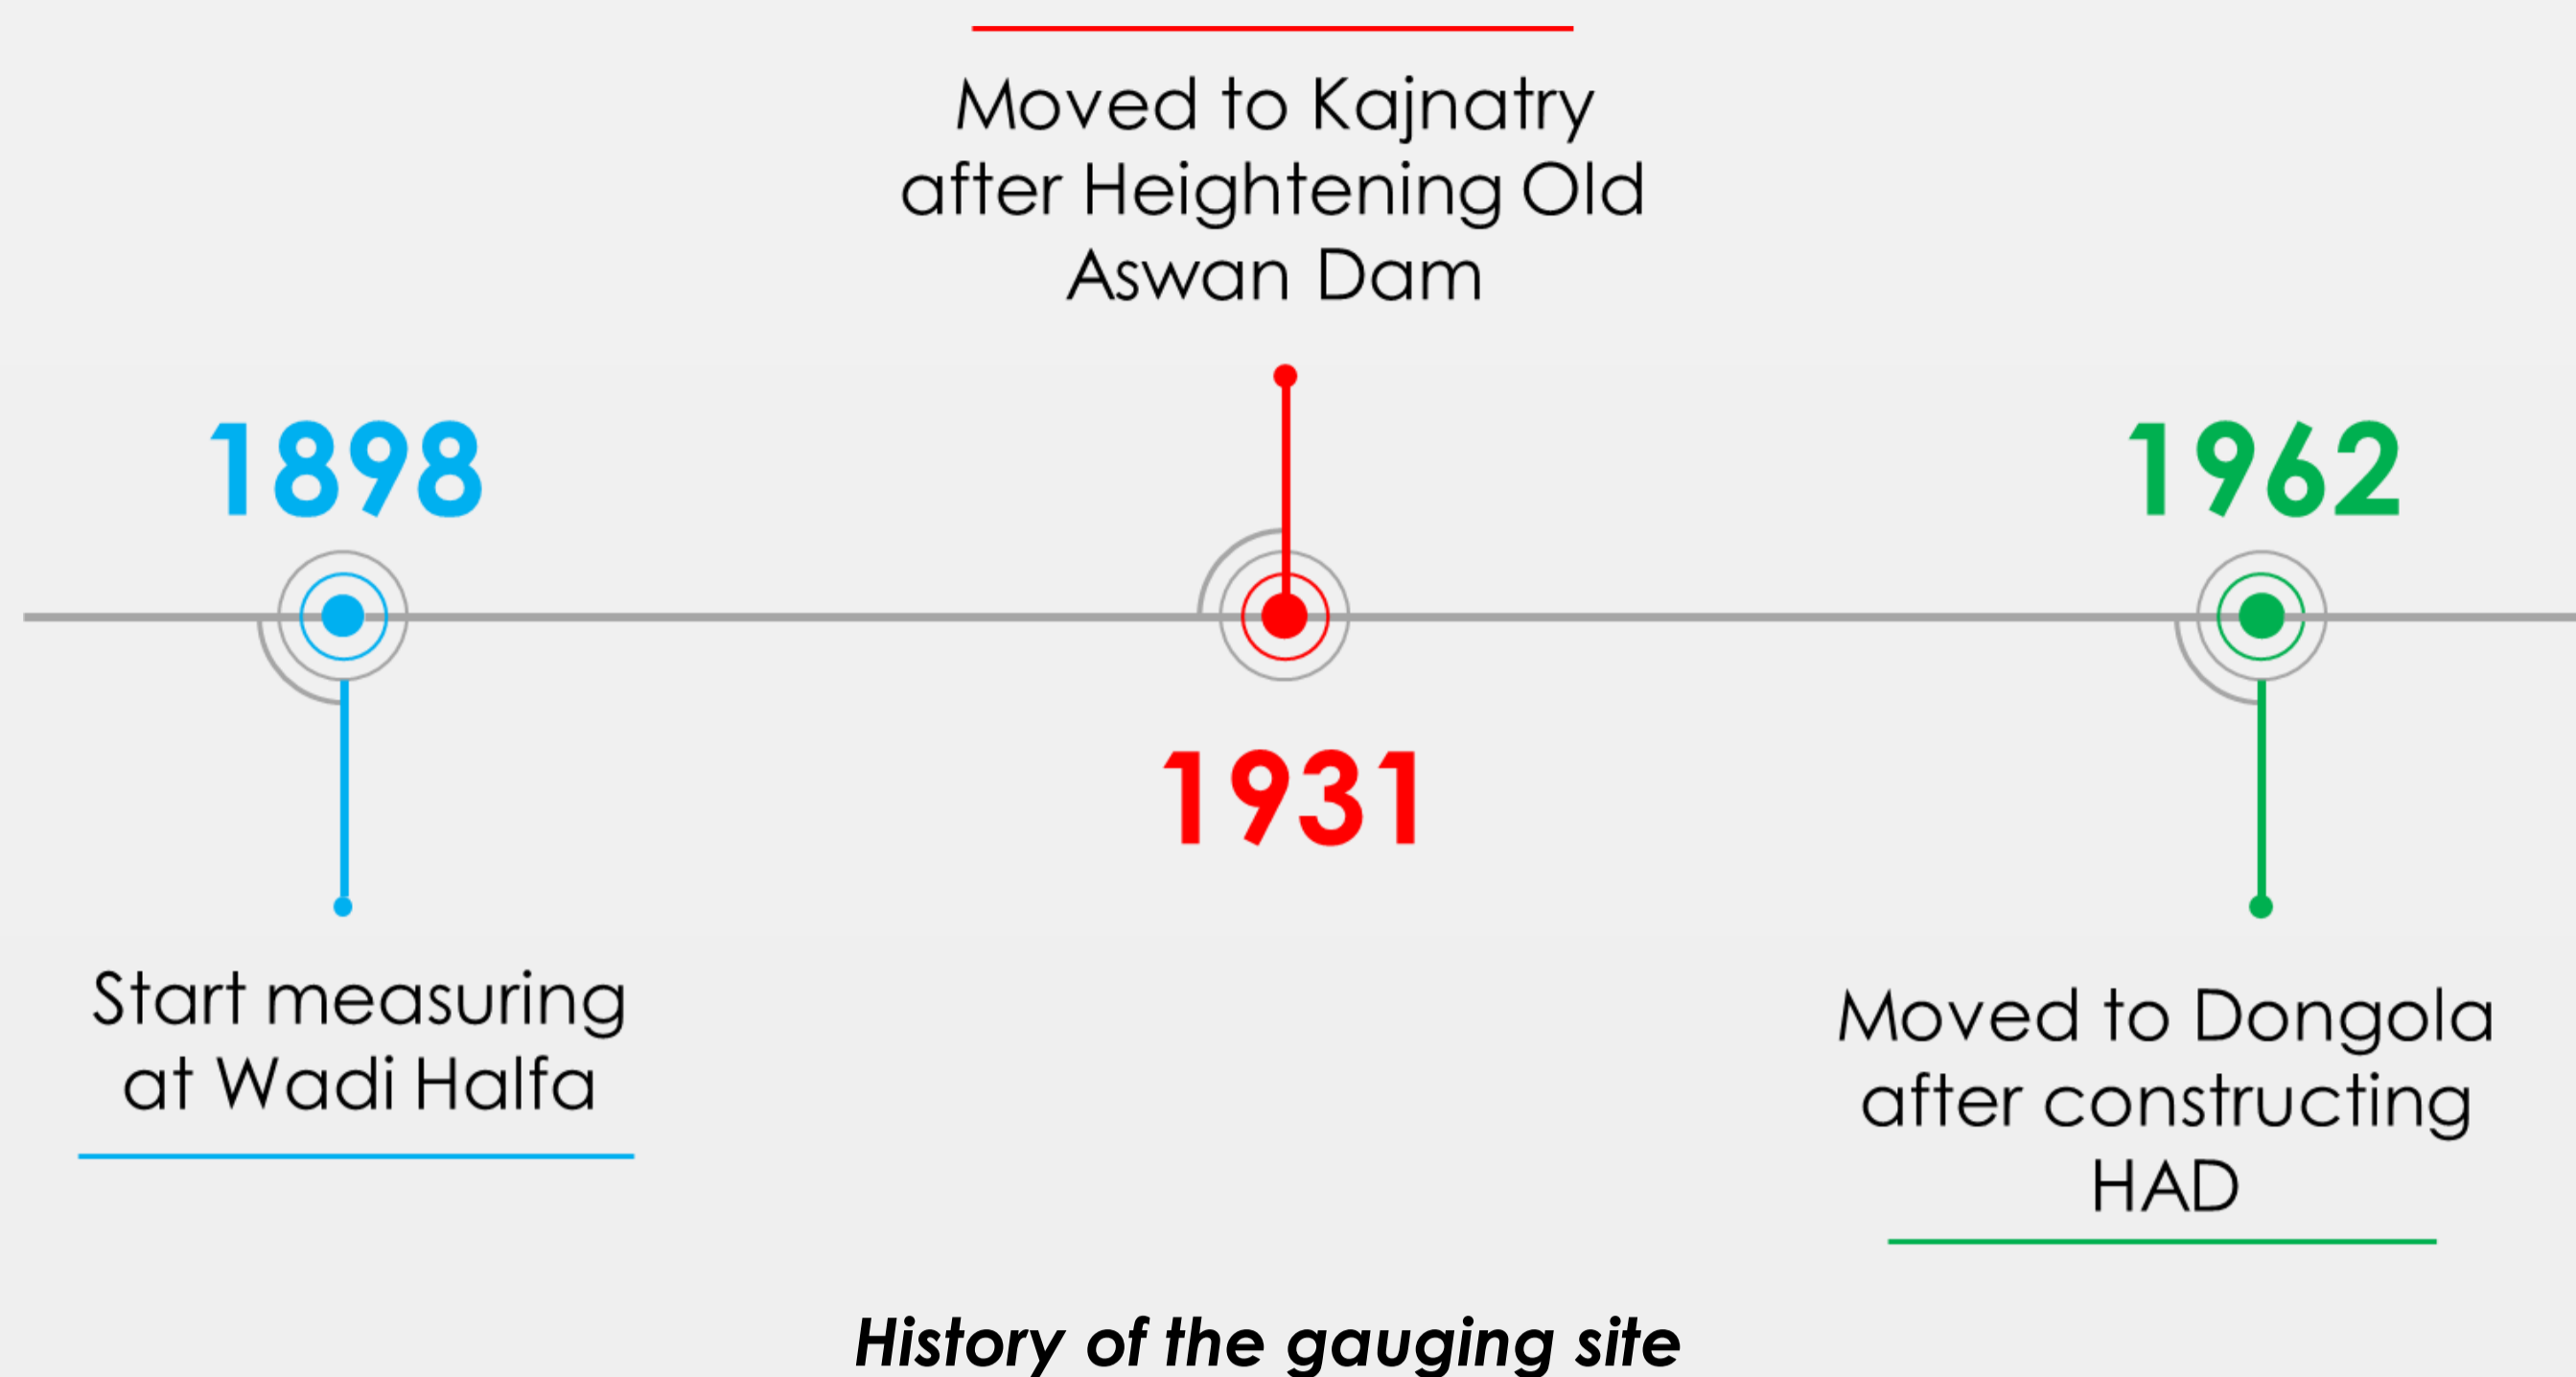 Moved to Kajnatry
after Heightening Old
Aswan Dam
1898
1962
1931
Start measuring
at Wadi Halfa
Moved to Dongola
after constructing
HAD
History of the gauging site